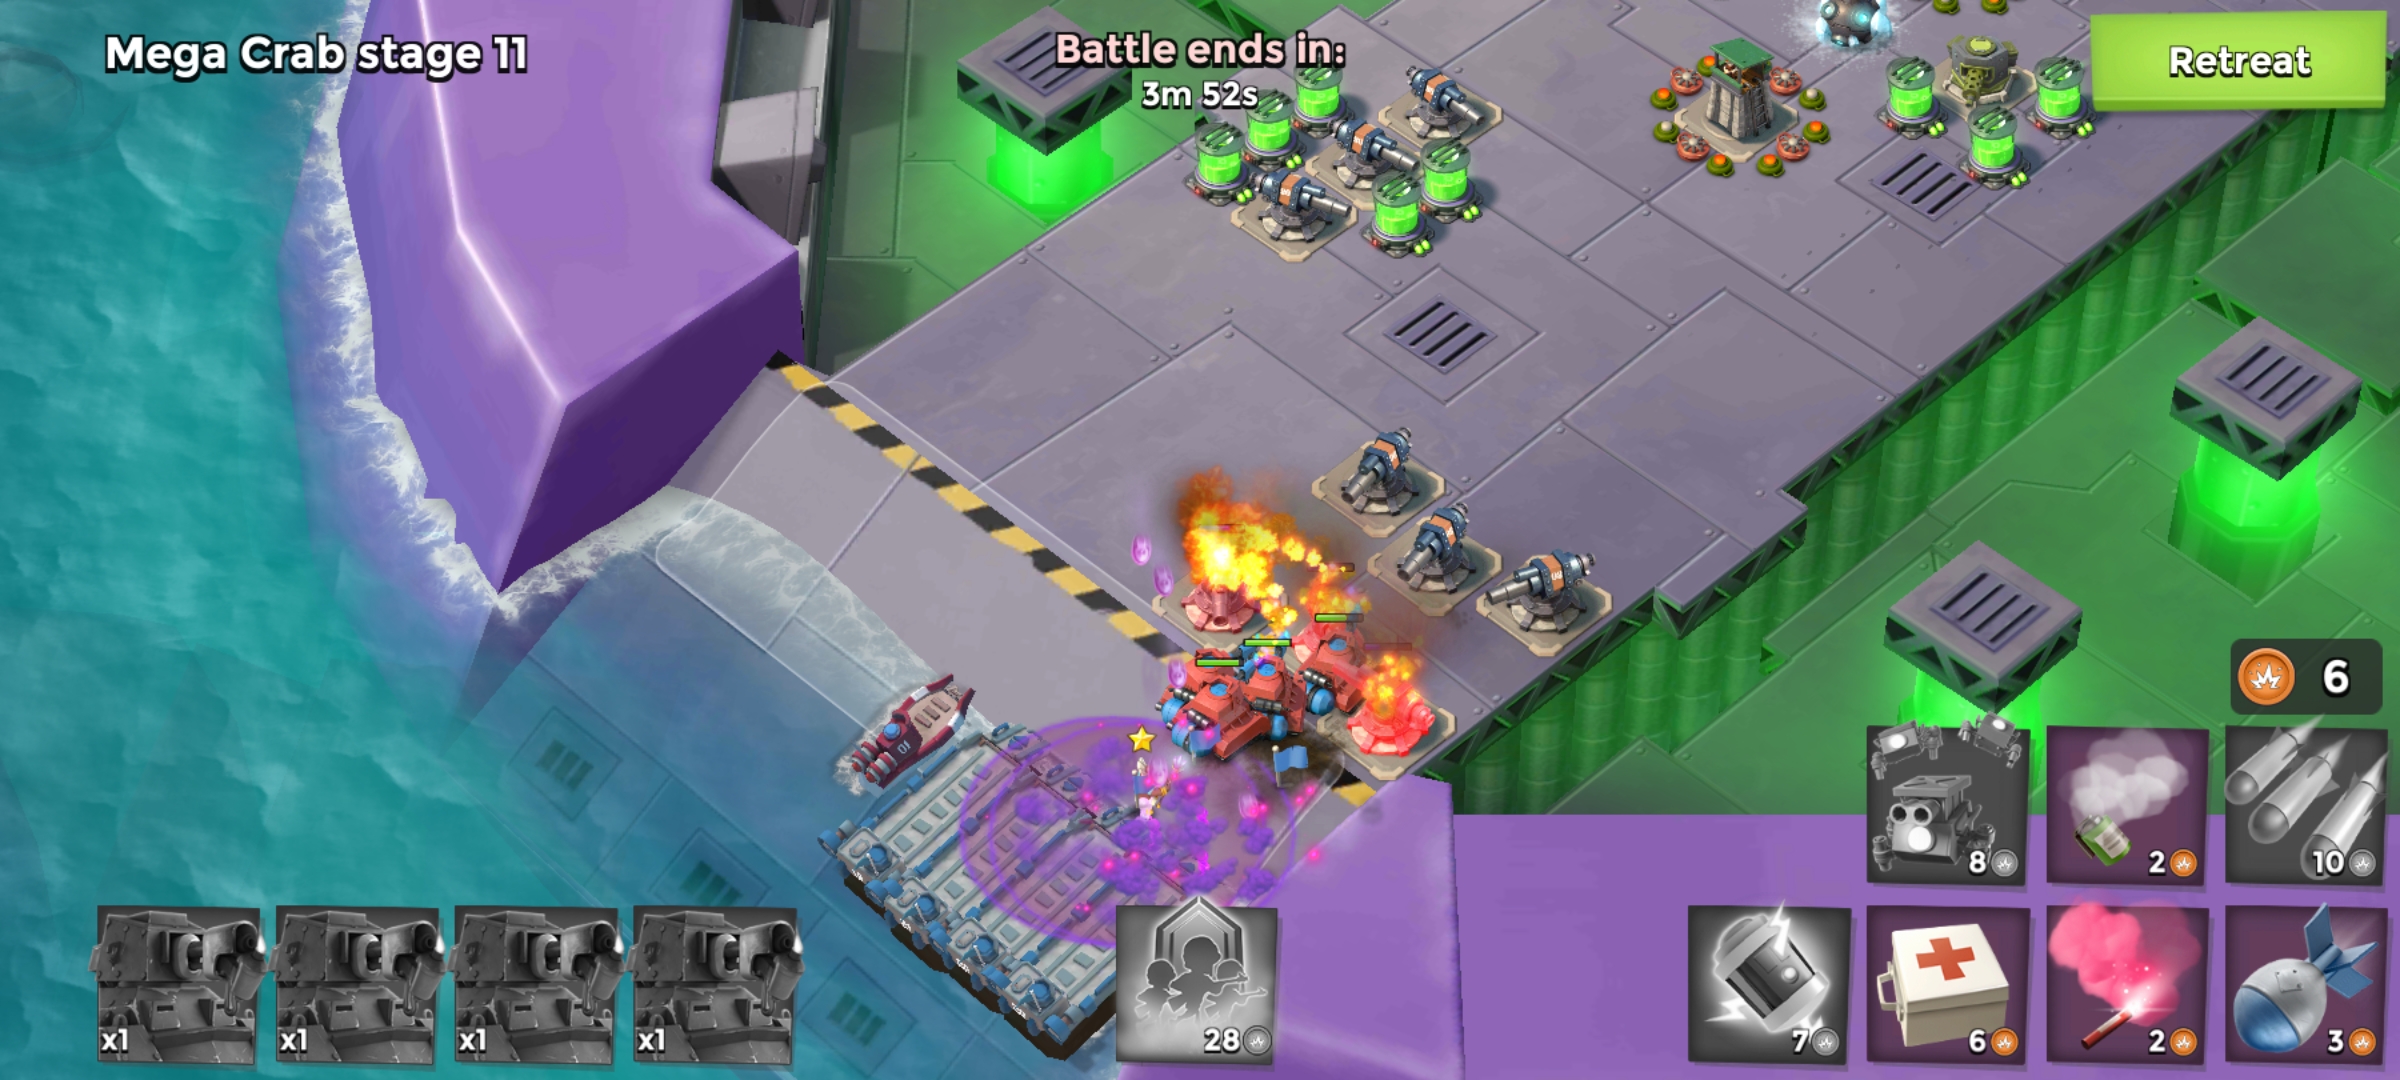 Mega Crab stage 11
Battle ends in:
3m 52s
Retreat
6
8
2
10
x1
x1
x1
x1
28
7
6
2
3
01